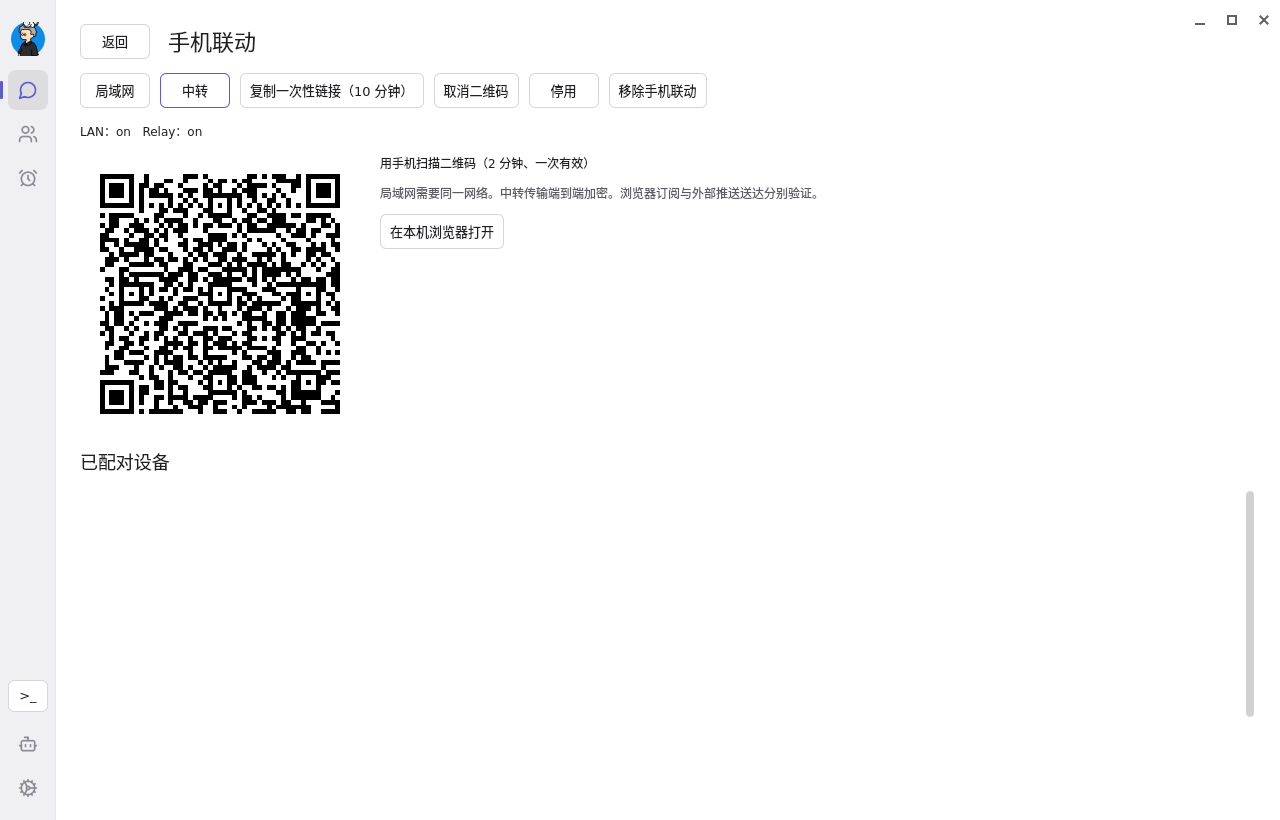 返回
手机联动
局域网
中转
复制一次性链接（10 分钟）
取消二维码
停用
移除手机联动
LAN：on Relay：on
用手机扫描二维码（2 分钟、一次有效）
局域网需要同一网络。中转传输端到端加密。浏览器订阅与外部推送送达分别验证。
在本机浏览器打开
已配对设备
>_